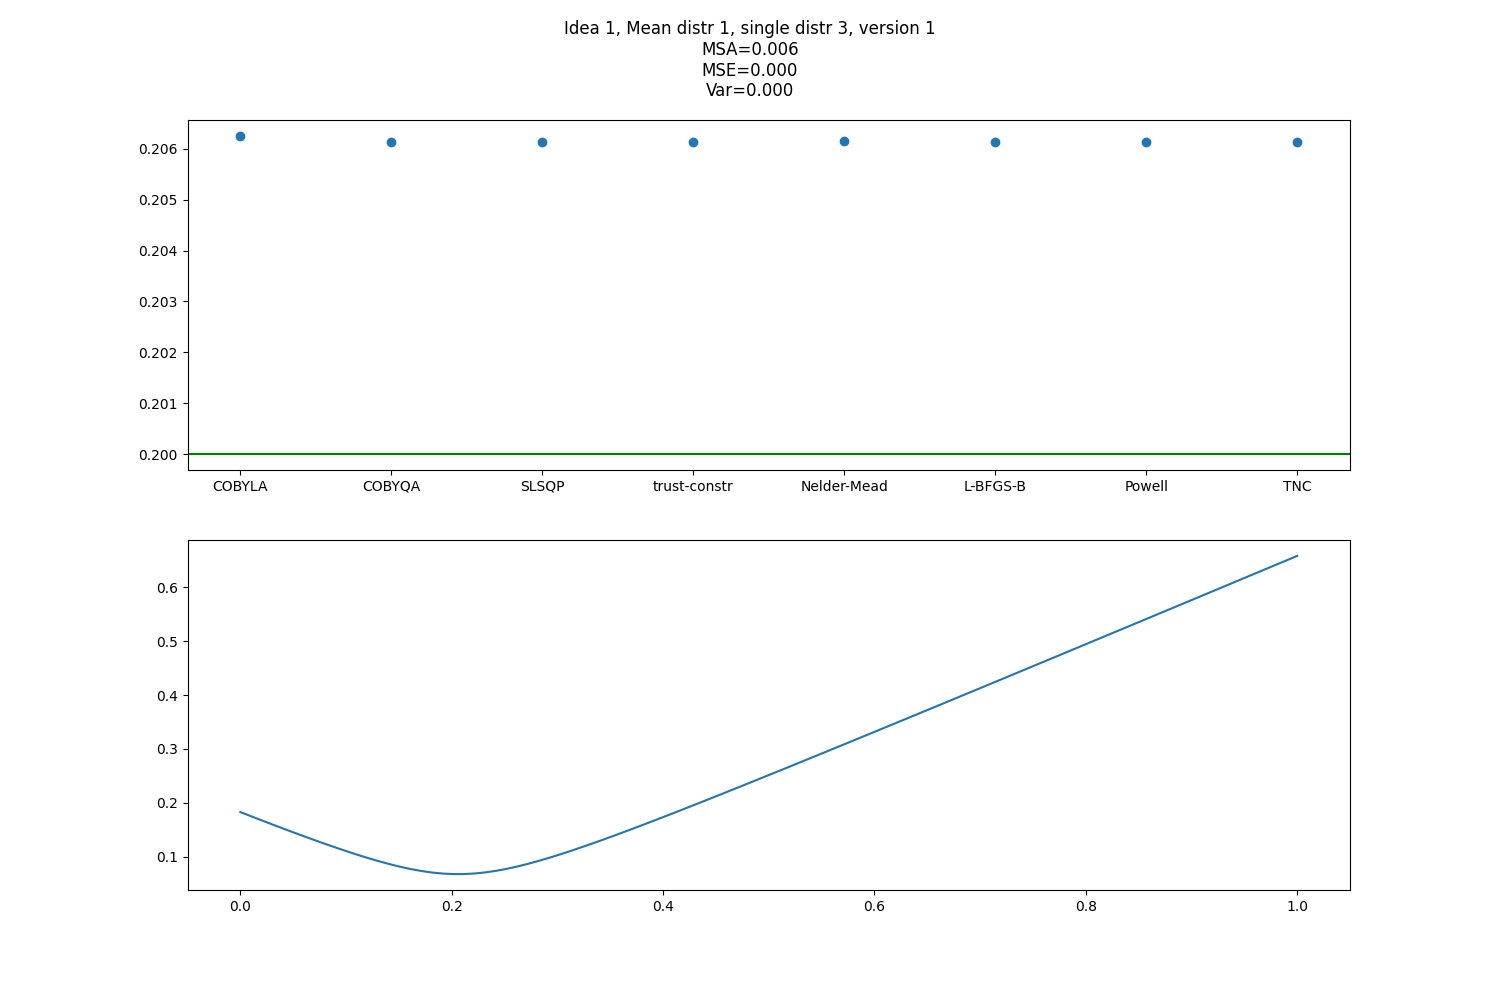 Idea 1, Mean distr 1, single distr 3, version 1
MSA=0.006
MSE=0.000
Var=0.000
0.206
0.205
0.204
0.203
0.202
0.201
0.200
COBYLA COBYQA SLSQP trust-constr Nelder-Mead L-BFGS-B Powell TNC
0.6
0.5
0.4
0.3
0.2
0.1
0.0 0.2 0.4 0.6 0.8 1.0